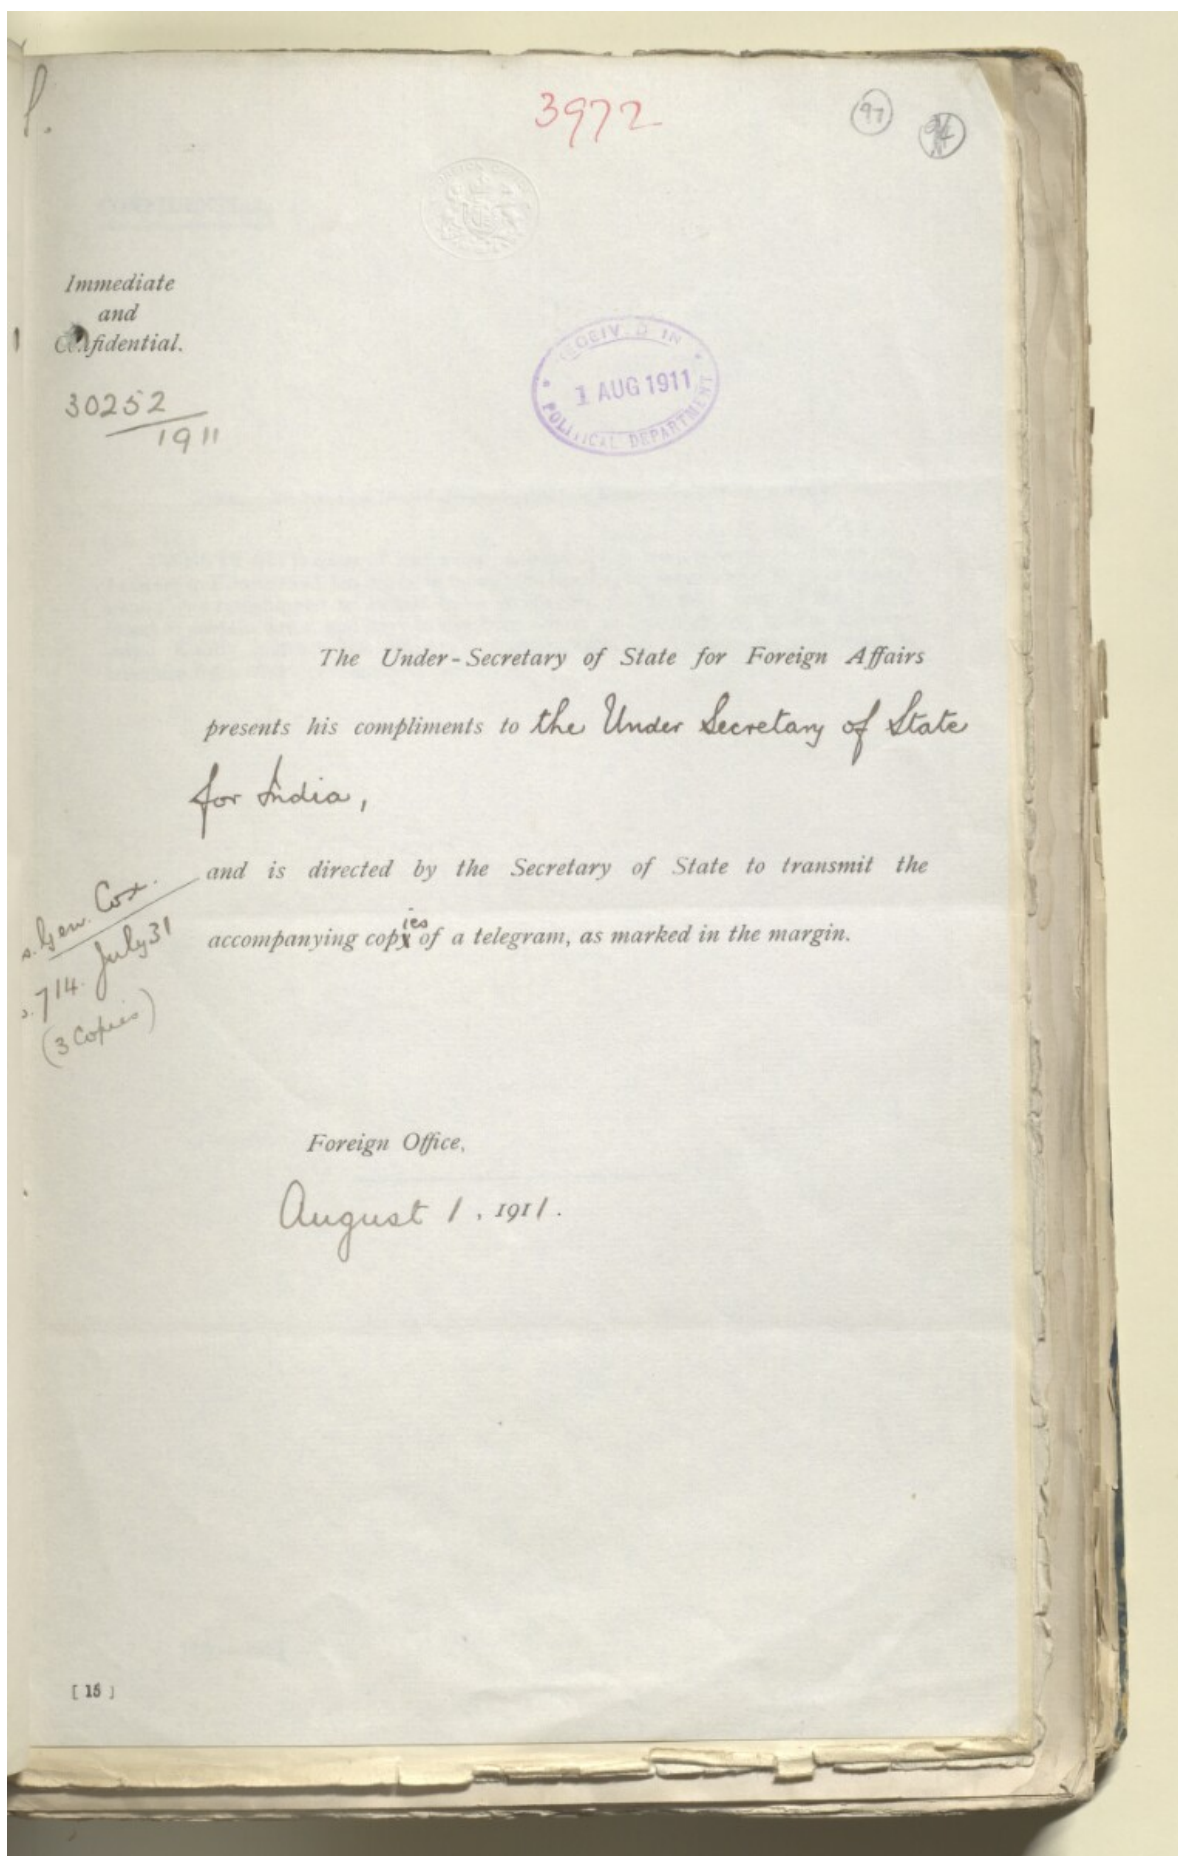 3972
97
Immediate
and
Confidential.
30252
1911
RECEIVED IN
1 AUG 1911
POLITICAL DEPARTMENT
The Under-Secretary of State for Foreign Affairs
presents his compliments to the Under Secretary of State
for India,
and is directed by the Secretary of State to transmit the
accompanying copies of a telegram, as marked in the margin.
Gen. Cox.
714. July 31
(3 Copies)
Foreign Office,
August 1, 1911.
[15]